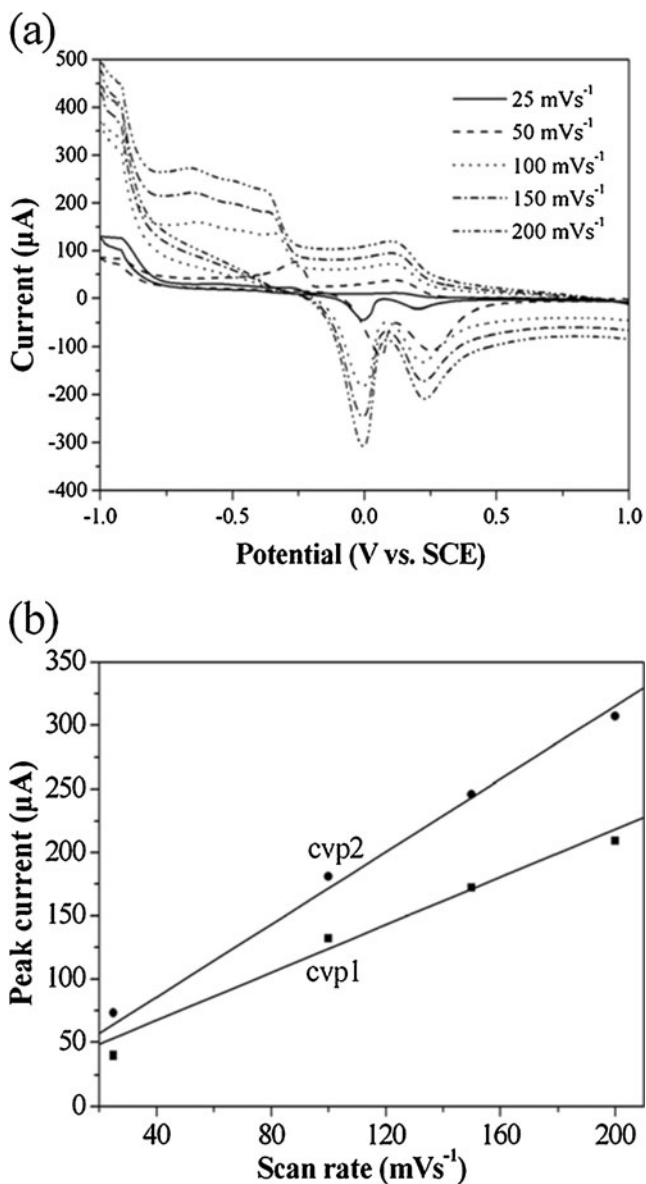 (a)
500
400
300
200
100
0
-100
-200
-300
-400
Current (µA)
25 mVs⁻¹
50 mVs⁻¹
100 mVs⁻¹
150 mVs⁻¹
200 mVs⁻¹
-1.0 -0.5 0.0 0.5 1.0
Potential (V vs. SCE)
(b)
350
300
250
200
150
100
50
0
Peak current (µA)
cvp2
cvp1
40 80 120 160 200
Scan rate (mVs⁻¹)